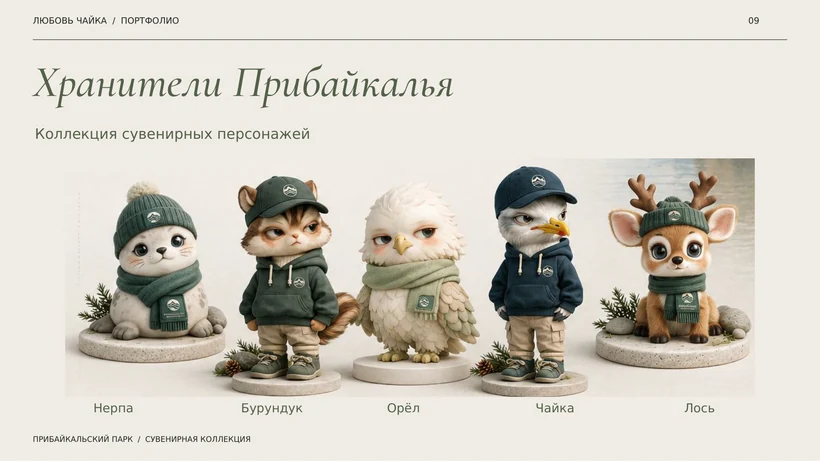 ЛЮБОВЬ ЧАЙКА / ПОРТФОЛИО
09
Хранители Прибайкалья
Коллекция сувенирных персонажей
Нерпа
Бурундук
Орёл
Чайка
Лось
ПРИБАЙКАЛЬСКИЙ ПАРК / СУВЕНИРНАЯ КОЛЛЕКЦИЯ